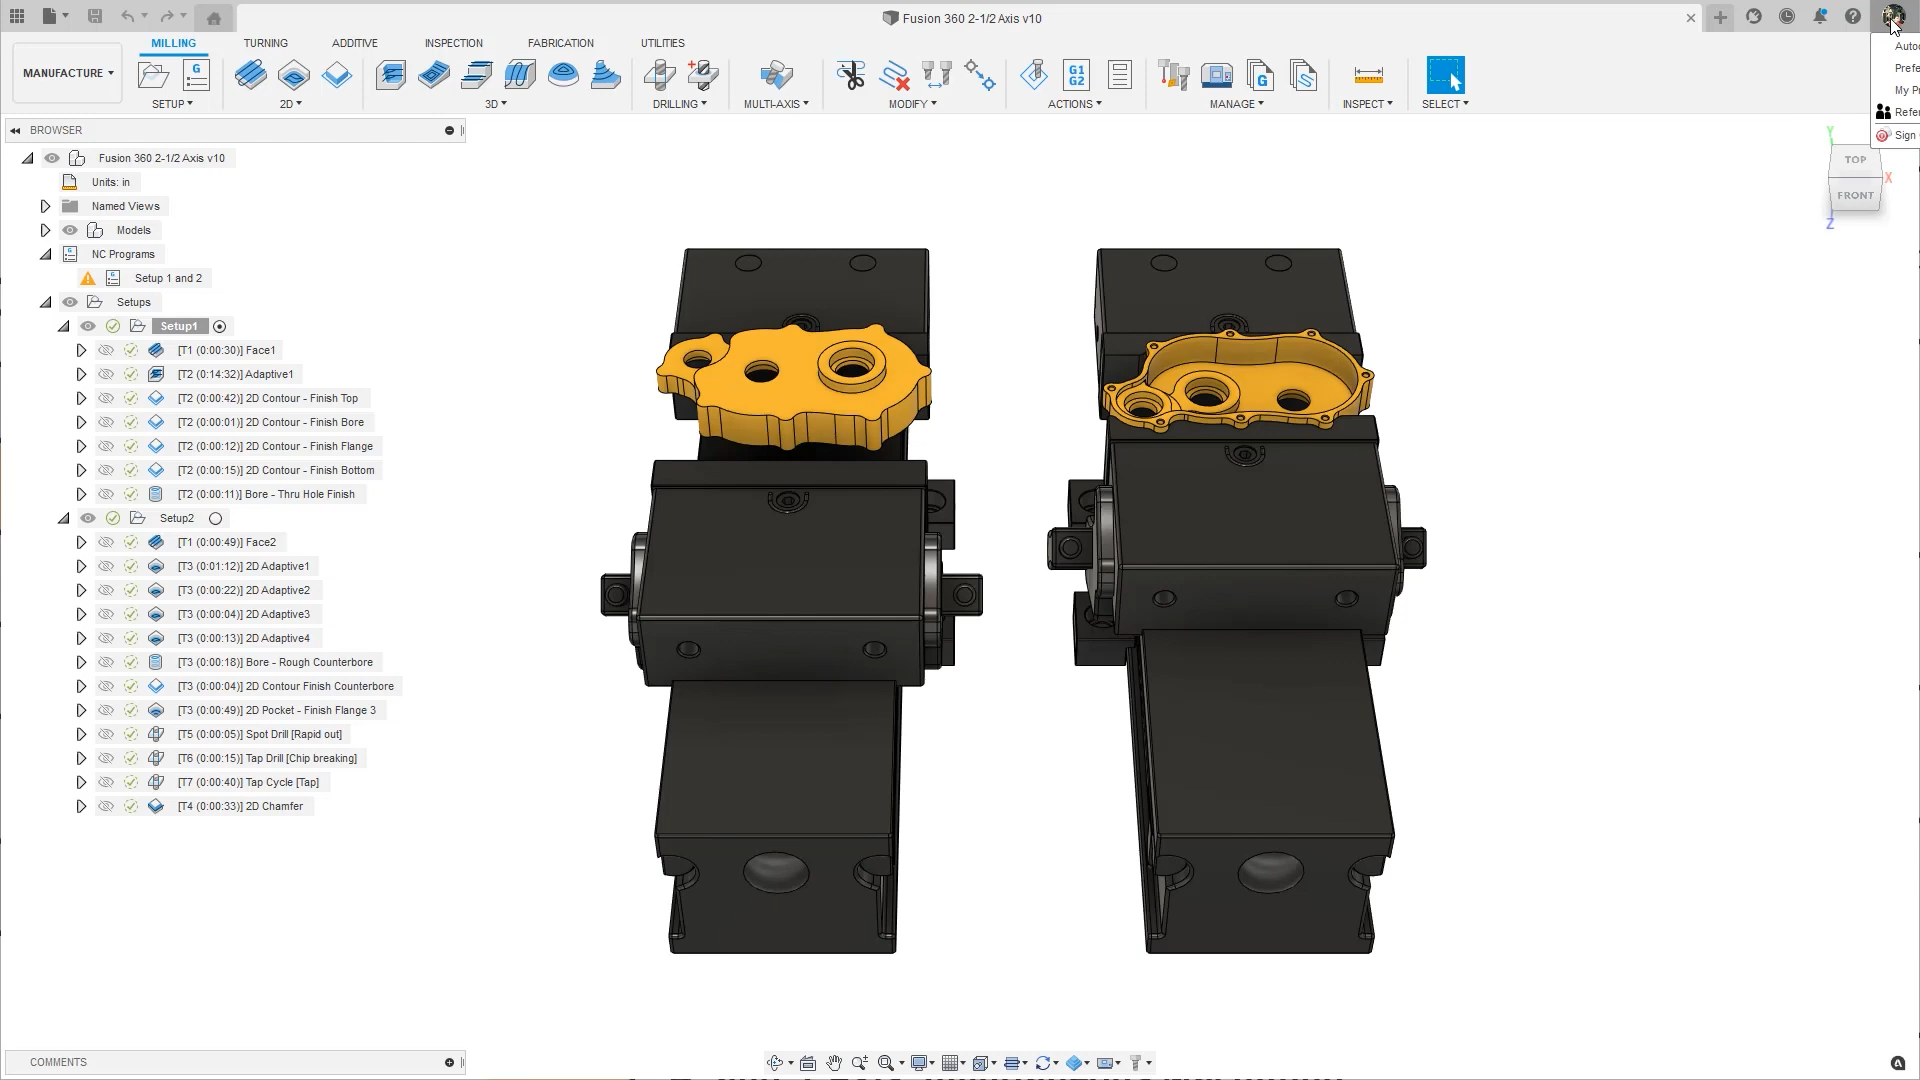 Fusion 360 2-1/2 Axis v10
MILLING
TURNING
ADDITIVE
INSPECTION
FABRICATION
UTILITIES
MANUFACTURE
SETUP
2D
3D
DRILLING
MULTI-AXIS
MODIFY
G1
G2
ACTIONS
MANAGE
INSPECT
SELECT
My P
Refer
Sign
BROWSER
Fusion 360 2-1/2 Axis v10
Units: in
Named Views
Models
NC Programs
Setup 1 and 2
Setups
Setup1
[T1 (0:00:30)] Face1
[T2 (0:14:32)] Adaptive1
[T2 (0:00:42)] 2D Contour - Finish Top
[T2 (0:00:01)] 2D Contour - Finish Bore
[T2 (0:00:12)] 2D Contour - Finish Flange
[T2 (0:00:15)] 2D Contour - Finish Bottom
[T2 (0:00:11)] Bore - Thru Hole Finish
Setup2
[T1 (0:00:49)] Face2
[T3 (0:01:12)] 2D Adaptive1
[T3 (0:00:22)] 2D Adaptive2
[T3 (0:00:04)] 2D Adaptive3
[T3 (0:00:13)] 2D Adaptive4
[T3 (0:00:18)] Bore - Rough Counterbore
[T3 (0:00:04)] 2D Contour Finish Counterbore
[T3 (0:00:49)] 2D Pocket - Finish Flange 3
[T5 (0:00:05)] Spot Drill [Rapid out]
[T6 (0:00:15)] Tap Drill [Chip breaking]
[T7 (0:00:40)] Tap Cycle [Tap]
[T4 (0:00:33)] 2D Chamfer
Y
TOP
X
FRONT
Z
COMMENTS